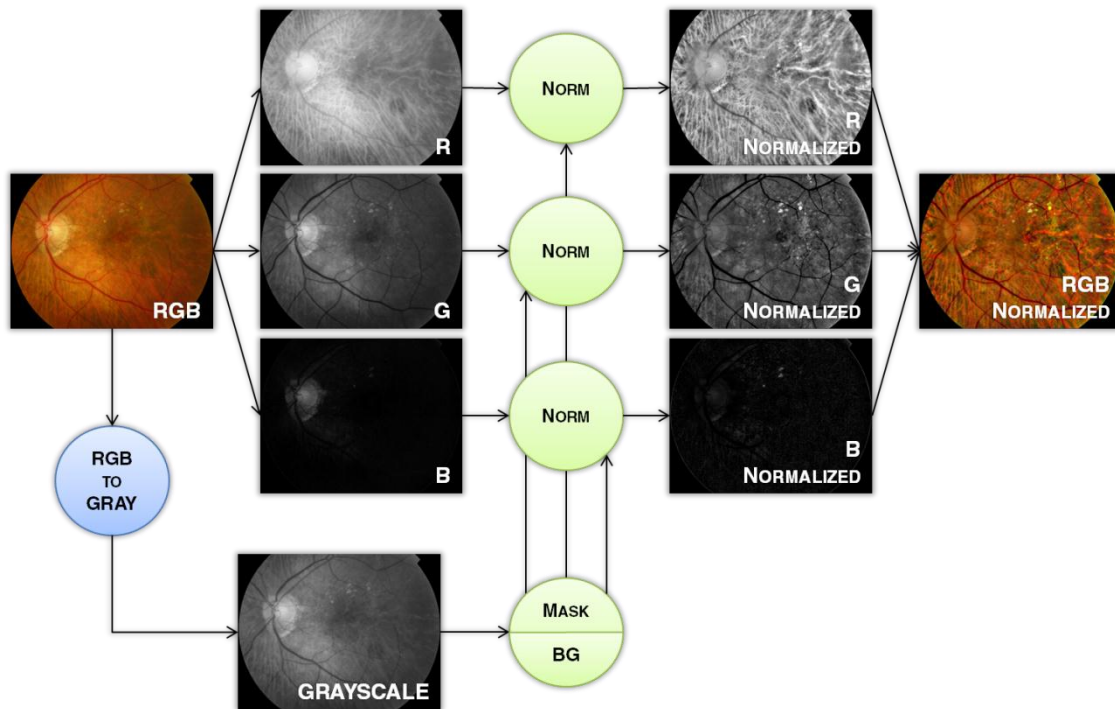 R
NORM
R
NORMALIZED
RGB
G
NORM
G
NORMALIZED
RGB
NORMALIZED
B
NORM
B
NORMALIZED
RGB
TO
GRAY
GRAYSCALE
MASK
BG